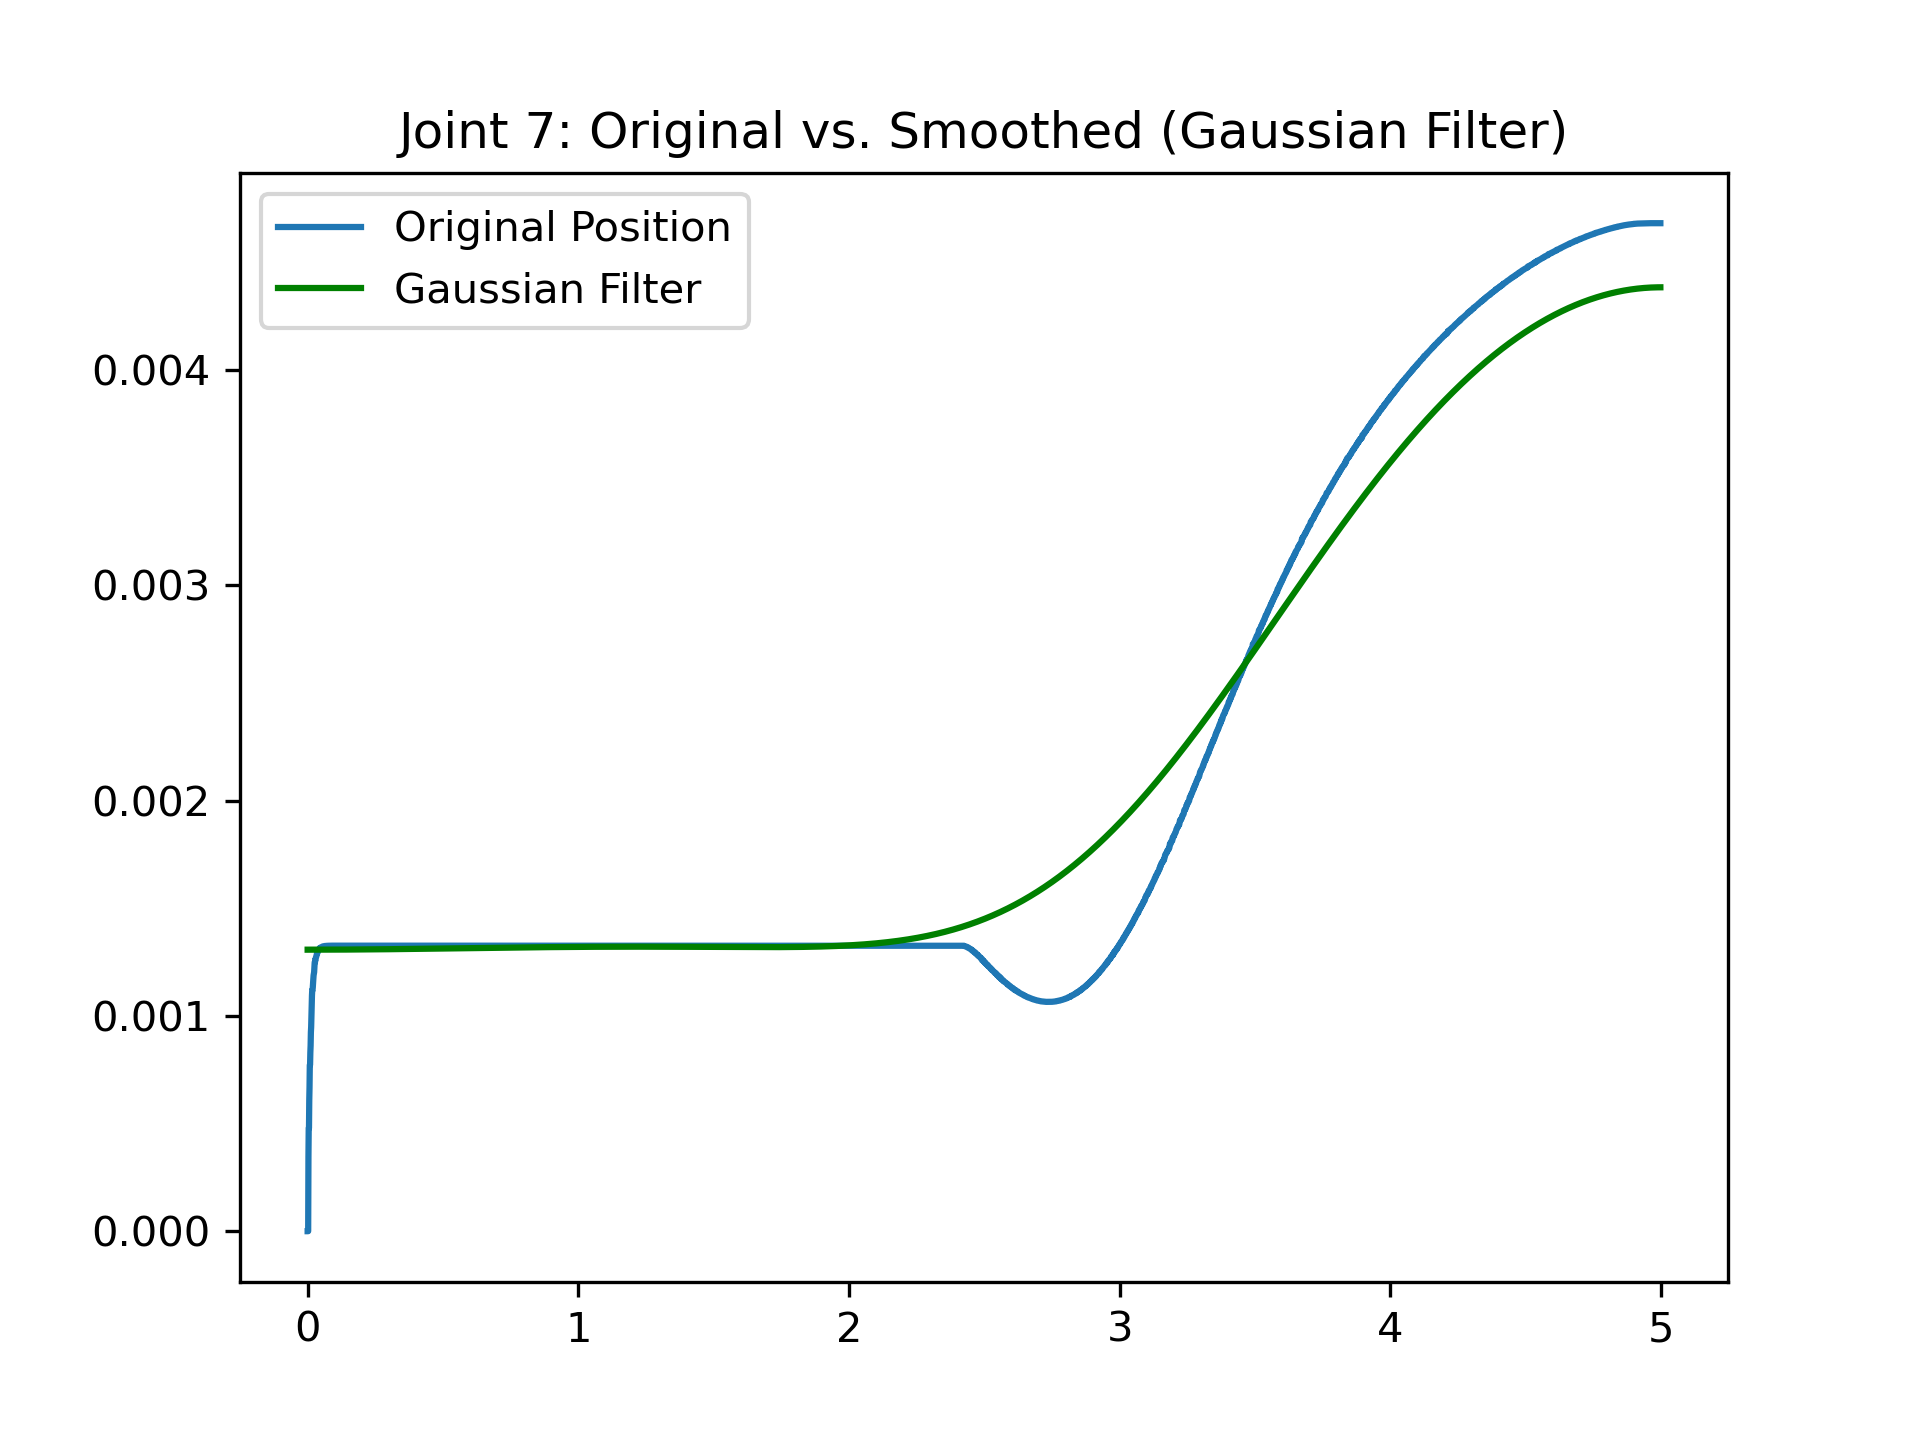 Joint 7: Original vs. Smoothed (Gaussian Filter)
Original Position
Gaussian Filter
0.004
0.003
0.002
0.001
0.000
0 1 2 3 4 5